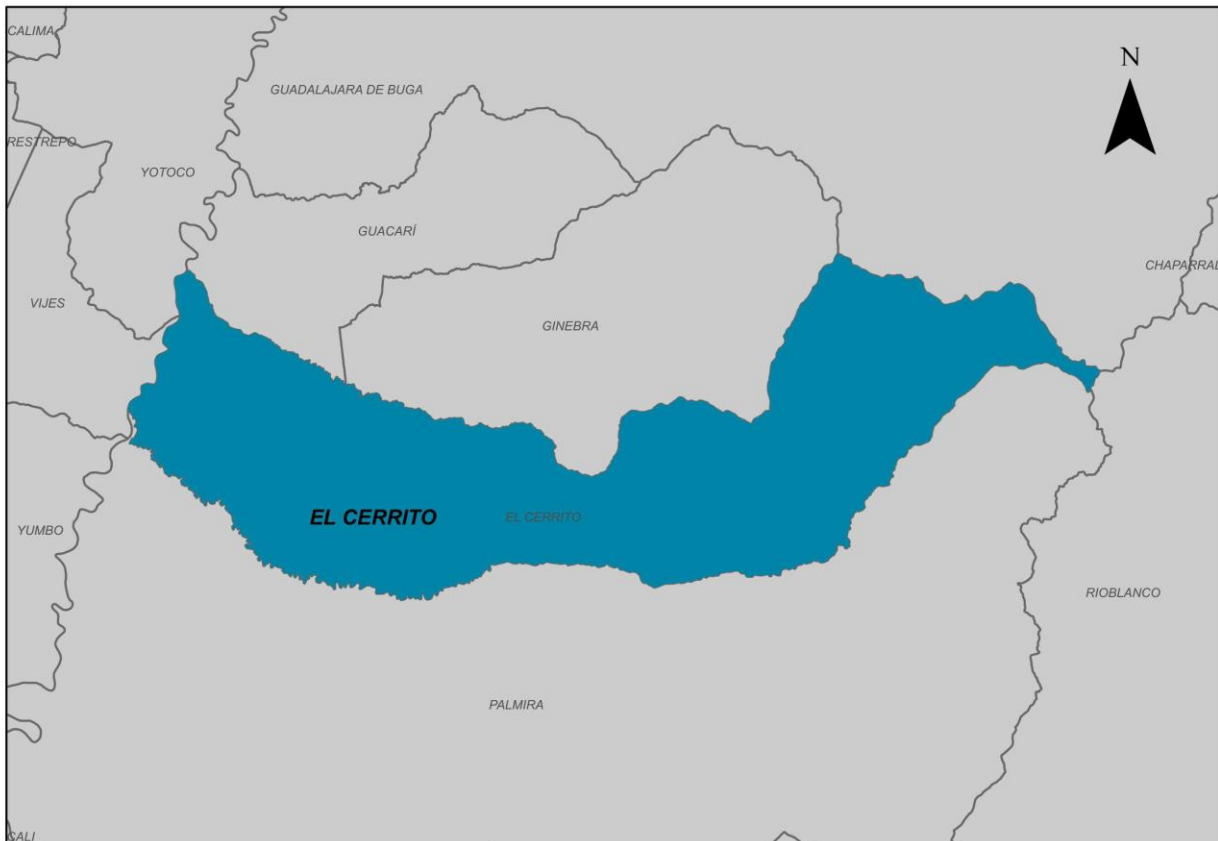 CALIMA
N
GUADALAJARA DE BUGA
RESTREPO
YOTOCO
GUACARÍ
CHAPARRAL
VIJES
GINEBRA
EL CERRITO
EL CERRITO
YUMBO
RIOBLANCO
PALMIRA
CALI